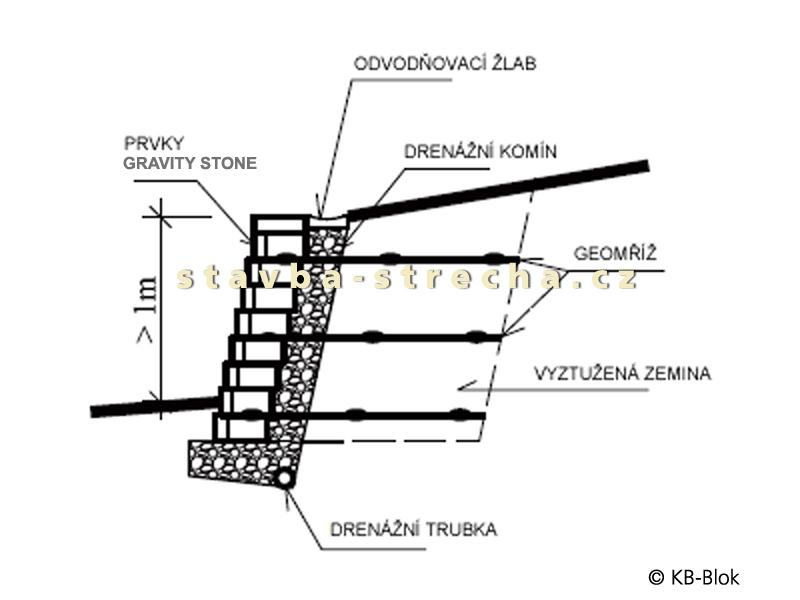 ODVODŇOVACÍ ŽLAB
PRVKY
GRAVITY STONE
DRENÁŽNÍ KOMÍN
GEOMŘÍŽ
stavba-strecha.cz
> 1m
VYZTUŽENÁ ZEMINA
DRENÁŽNÍ TRUBKA
© KB-Blok